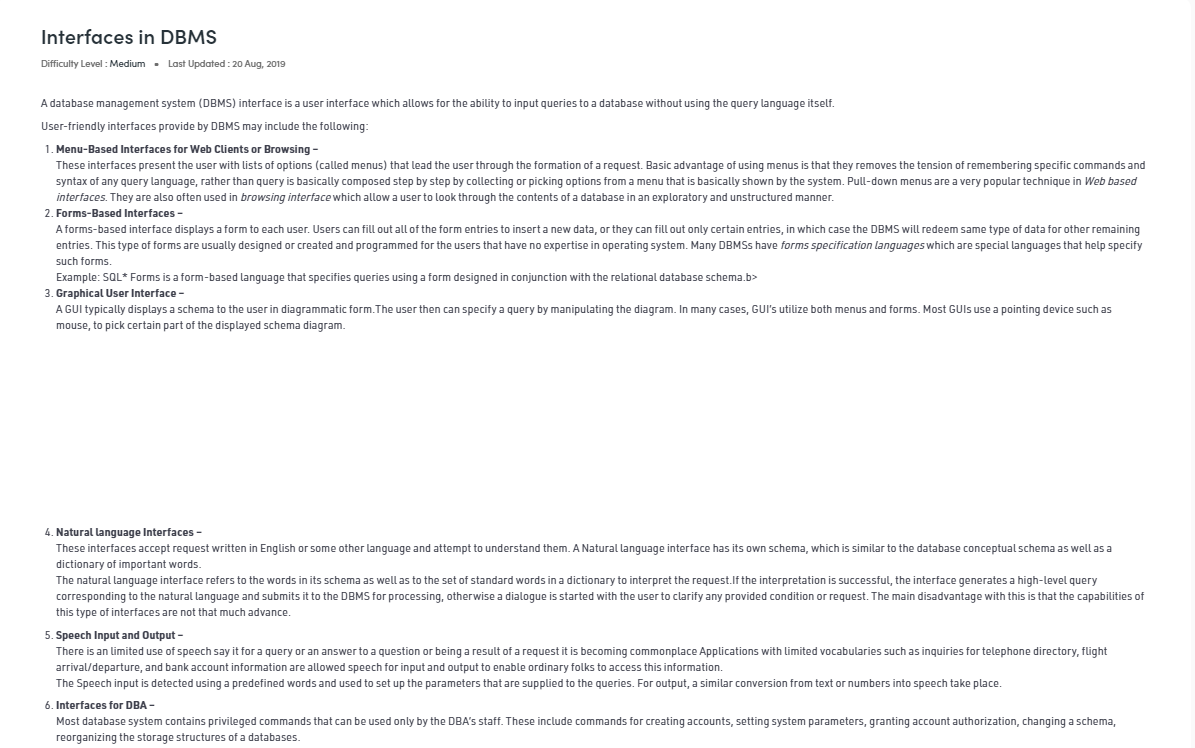 Interfaces in DBMS
Difficulty Level : Medium • Last Updated : 20 Aug, 2019
A database management system (DBMS) interface is a user interface which allows for the ability to input queries to a database without using the query language itself.
User-friendly interfaces provide by DBMS may include the following:
1. Menu-Based Interfaces for Web Clients or Browsing –
These interfaces present the user with lists of options (called menus) that lead the user through the formation of a request. Basic advantage of using menus is that they removes the tension of remembering specific commands and
syntax of any query language, rather than query is basically composed step by step by collecting or picking options from a menu that is basically shown by the system. Pull-down menus are a very popular technique in Web based
interfaces. They are also often used in browsing interface which allow a user to look through the contents of a database in an exploratory and unstructured manner.
2. Forms-Based Interfaces –
A forms-based interface displays a form to each user. Users can fill out all of the form entries to insert a new data, or they can fill out only certain entries, in which case the DBMS will redeem same type of data for other remaining
entries. This type of forms are usually designed or created and programmed for the users that have no expertise in operating system. Many DBMSs have forms specification languages which are special languages that help specify
such forms.
Example: SQL* Forms is a form-based language that specifies queries using a form designed in conjunction with the relational database schema.b>
3. Graphical User Interface –
A GUI typically displays a schema to the user in diagrammatic form.The user then can specify a query by manipulating the diagram. In many cases, GUI's utilize both menus and forms. Most GUIs use a pointing device such as
mouse, to pick certain part of the displayed schema diagram.
4. Natural language Interfaces –
These interfaces accept request written in English or some other language and attempt to understand them. A Natural language interface has its own schema, which is similar to the database conceptual schema as well as a
dictionary of important words.
The natural language interface refers to the words in its schema as well as to the set of standard words in a dictionary to interpret the request.If the interpretation is successful, the interface generates a high-level query
corresponding to the natural language and submits it to the DBMS for processing, otherwise a dialogue is started with the user to clarify any provided condition or request. The main disadvantage with this is that the capabilities of
this type of interfaces are not that much advance.
5. Speech Input and Output –
There is an limited use of speech say it for a query or an answer to a question or being a result of a request it is becoming commonplace Applications with limited vocabularies such as inquiries for telephone directory, flight
arrival/departure, and bank account information are allowed speech for input and output to enable ordinary folks to access this information.
The Speech input is detected using a predefined words and used to set up the parameters that are supplied to the queries. For output, a similar conversion from text or numbers into speech take place.
6. Interfaces for DBA –
Most database system contains privileged commands that can be used only by the DBA's staff. These include commands for creating accounts, setting system parameters, granting account authorization, changing a schema,
reorganizing the storage structures of a databases.